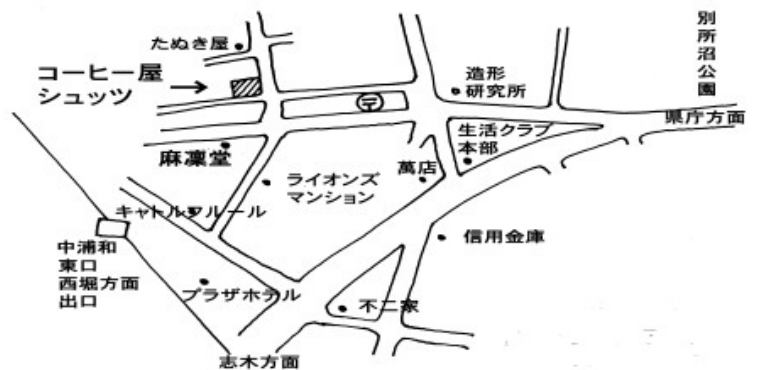 たぬき屋
コーヒー屋
シュッツ
麻凛堂
キャトルフルール
中浦和
東口
西堀方面
出口
プラザホテル
志木方面
ライオンズ
マンション
萬店
造形
研究所
生活クラブ
本部
信用金庫
不二家
別所沼公園
県庁方面
〒